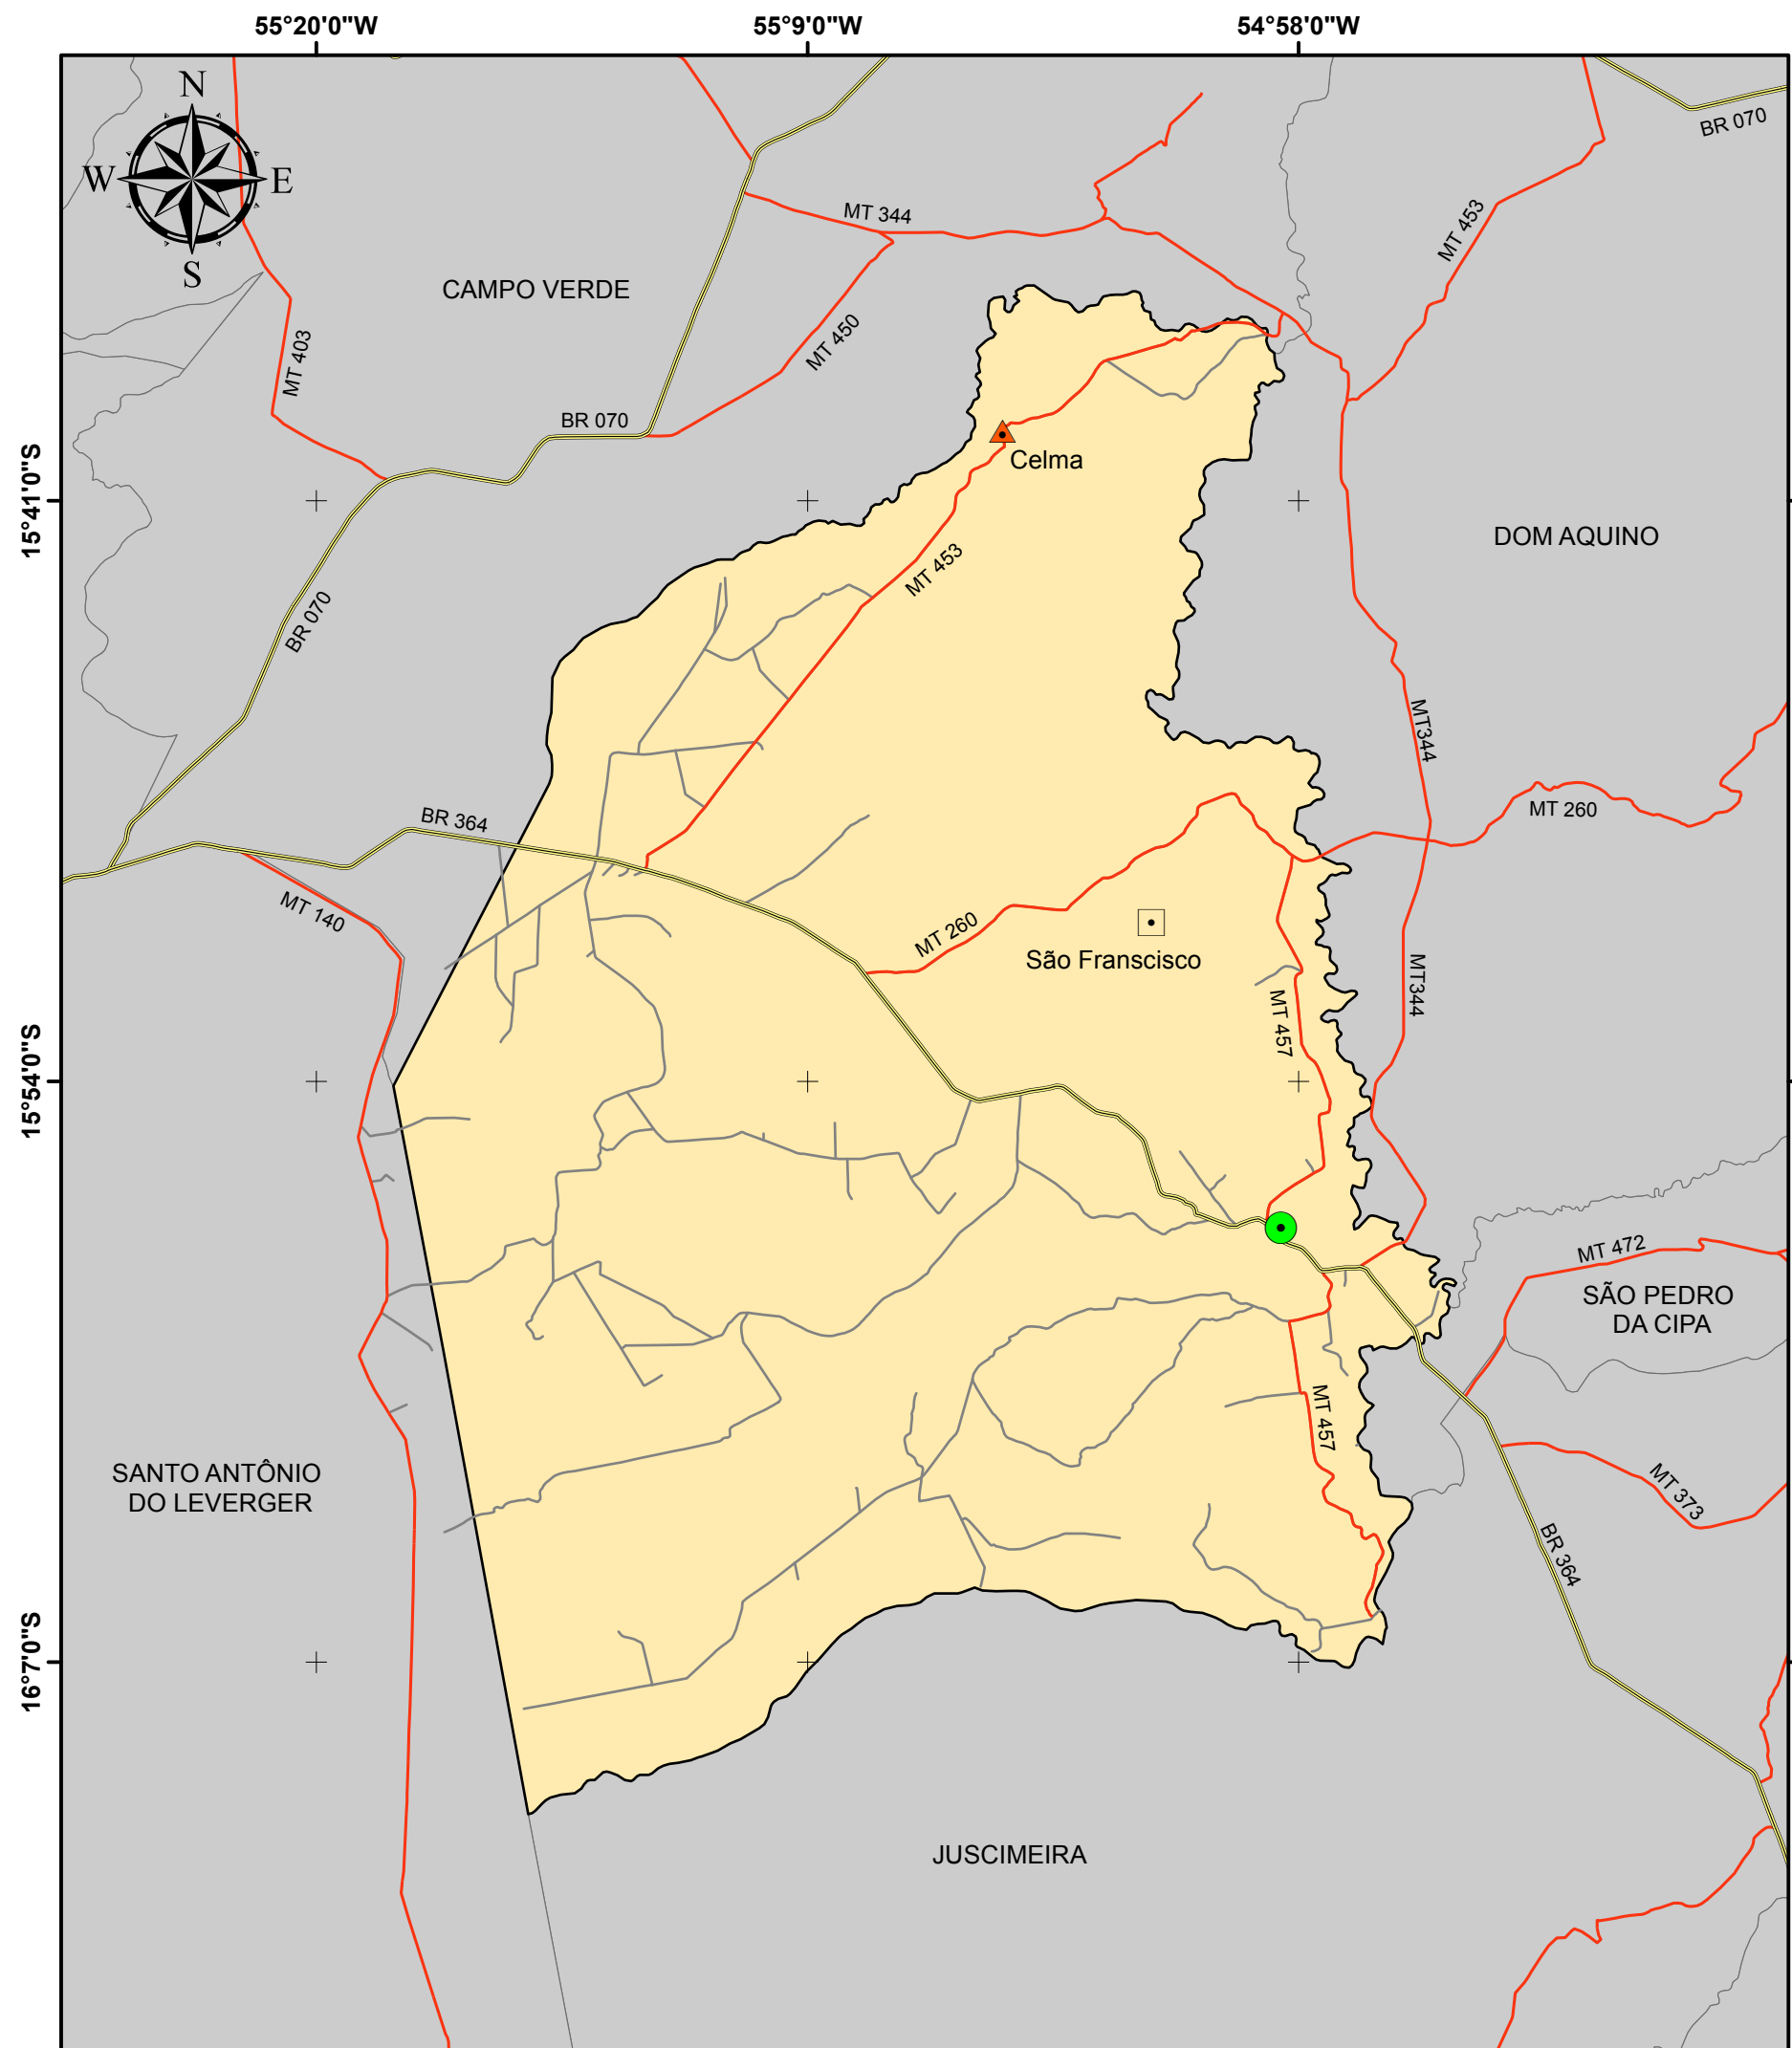 55°20'0"W
55°9'0"W
54°58'0"W
N
W
E
S
BR 070
MT 344
MT 453
CAMPO VERDE
MT 403
MT 450
BR 070
Celma
15°41'0"S
DOM AQUINO
MT 453
BR 070
MT344
BR 364
MT 260
MT 140
MT 260
São Franscisco
MT344
MT 457
15°54'0"S
MT 472
SÃO PEDRO
DA CIPA
MT 457
SANTO ANTÔNIO
DO LEVERGER
MT 373
BR 364
16°7'0"S
JUSCIMEIRA